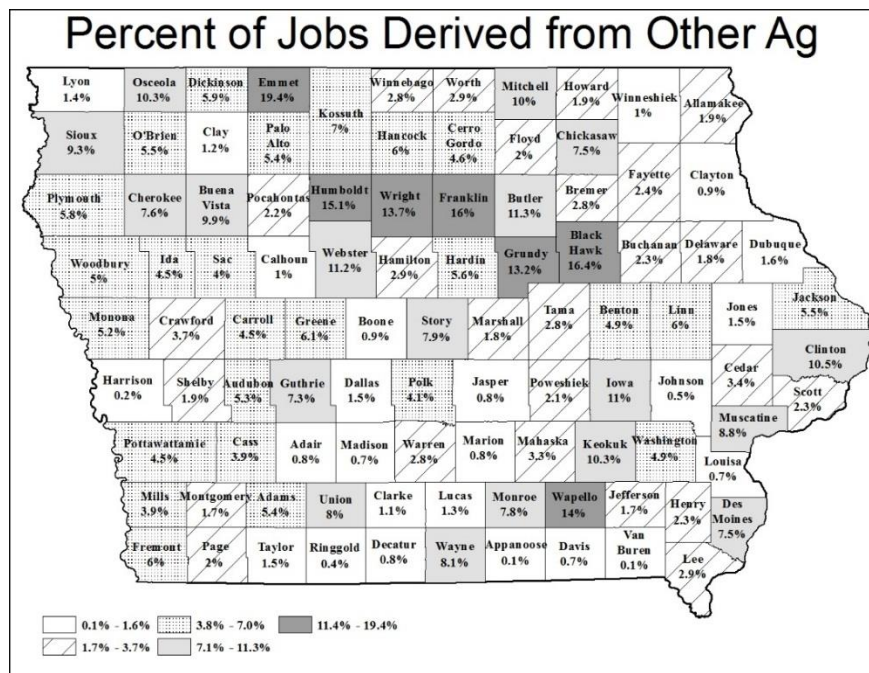 Percent of Jobs Derived from Other Ag
Lyon
1.4%
Osceola
10.3%
Dickinson
5.9%
Emmet
19.4%
Kossuth
7%
Winnebago
2.8%
Worth
2.9%
Mitchell
10%
Howard
1.9%
Winneshiek
1%
Allamakee
1.9%
Sioux
9.3%
O'Brien
5.5%
Clay
1.2%
Palo
Alto
5.4%
Hancock
6%
Cerro
Gordo
4.6%
Floyd
2%
Chickasaw
7.5%
Fayette
2.4%
Clayton
0.9%
Plymouth
5.8%
Cherokee
7.6%
Buena
Vista
9.9%
Pocahontas
2.2%
Humboldt
15.1%
Wright
13.7%
Franklin
16%
Butler
11.3%
Bremer
2.8%
Woodbury
5%
Ida
4.5%
Sac
4%
Calhoun
1%
Webster
11.2%
Hamilton
2.9%
Hardin
5.6%
Grundy
13.2%
Black
Hawk
16.4%
Buchanan
2.3%
Delaware
1.8%
Dubuque
1.6%
Monona
5.2%
Crawford
3.7%
Carroll
4.5%
Greene
6.1%
Boone
0.9%
Story
7.9%
Marshall
1.8%
Tama
2.8%
Benton
4.9%
Linn
6%
Jones
1.5%
Jackson
5.5%
Clinton
10.5%
Harrison
0.2%
Shelby
1.9%
Audubon
5.3%
Guthrie
7.3%
Dallas
1.5%
Polk
4.1%
Jasper
0.8%
Poweshiek
2.1%
Iowa
11%
Johnson
0.5%
Cedar
3.4%
Scott
2.3%
Muscatine
8.8%
Pottawattamie
4.5%
Cass
3.9%
Adair
0.8%
Madison
0.7%
Warren
2.8%
Marion
0.8%
Mahaska
3.3%
Keokuk
10.3%
Washington
4.9%
Louisa
0.7%
Mills
3.9%
Montgomery
1.7%
Adams
5.4%
Union
8%
Clarke
1.1%
Lucas
1.3%
Monroe
7.8%
Wapello
14%
Jefferson
1.7%
Henry
2.3%
Des
Moines
7.5%
Fremont
6%
Page
2%
Taylor
1.5%
Ringgold
0.4%
Decatur
0.8%
Wayne
8.1%
Appanoose
0.1%
Davis
0.7%
Van
Buren
0.1%
Lee
2.9%
0.1% - 1.6%
3.8% - 7.0%
11.4% - 19.4%
1.7% - 3.7%
7.1% - 11.3%